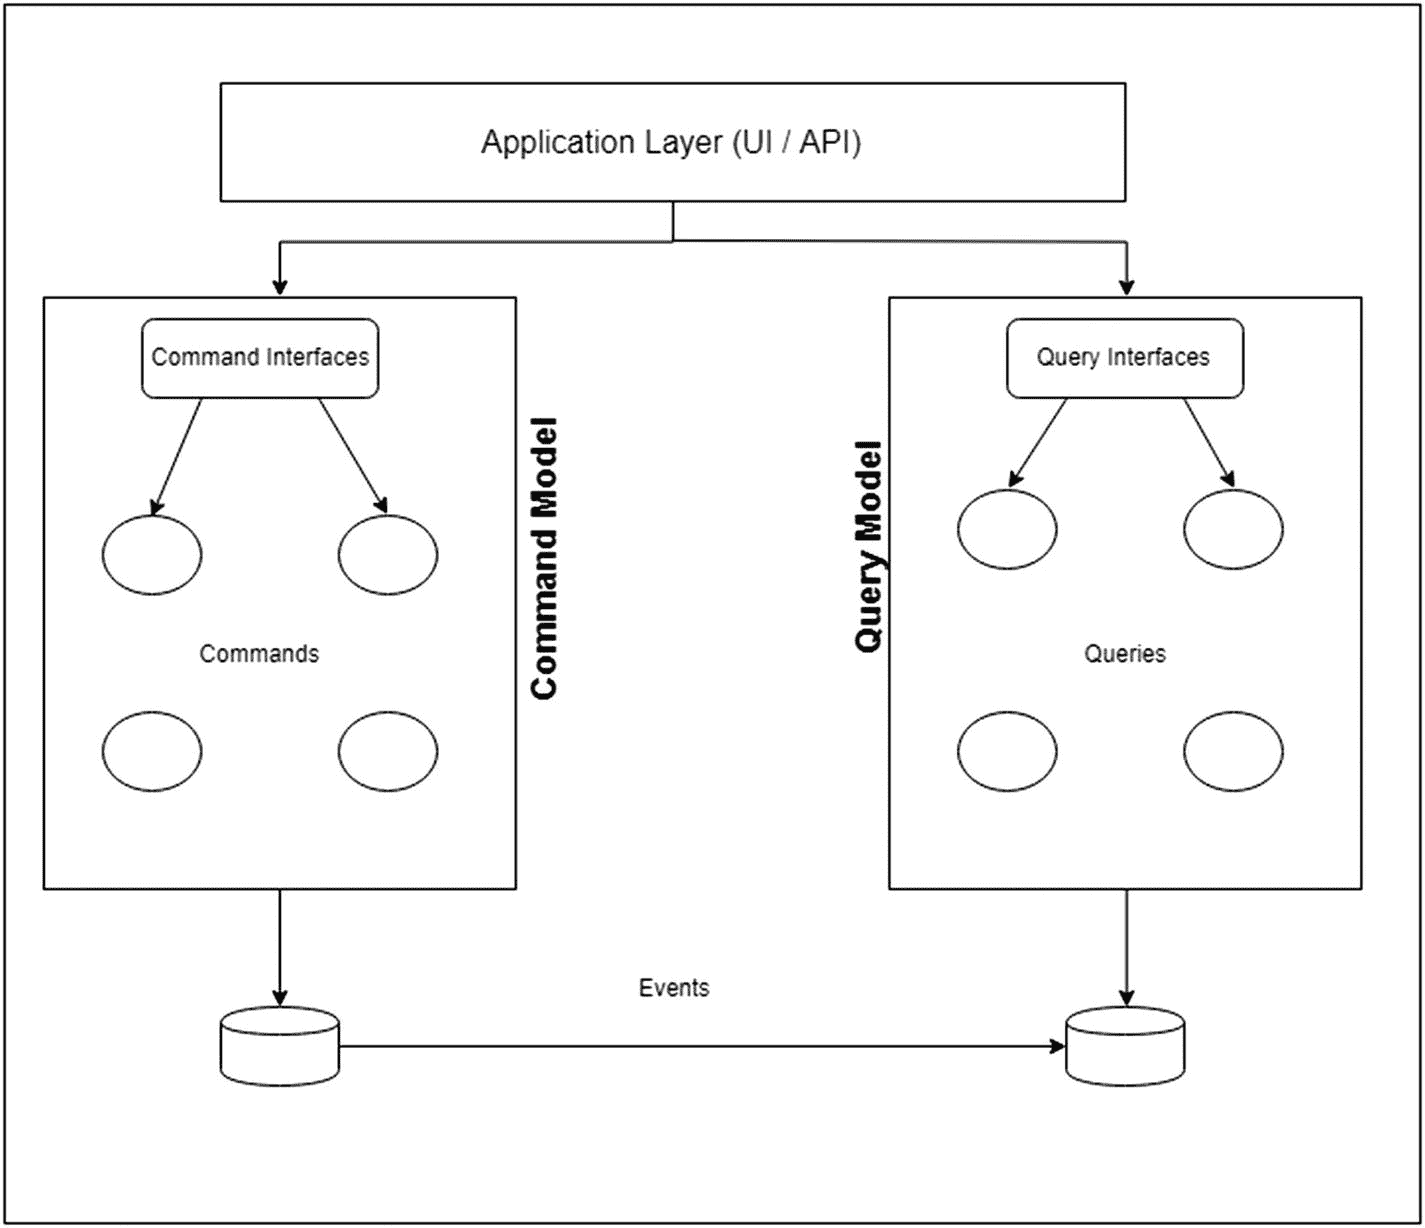 Application Layer (UI / API)
Command Interfaces
Query Interfaces
Command Model
Query Model
Commands
Queries
Events